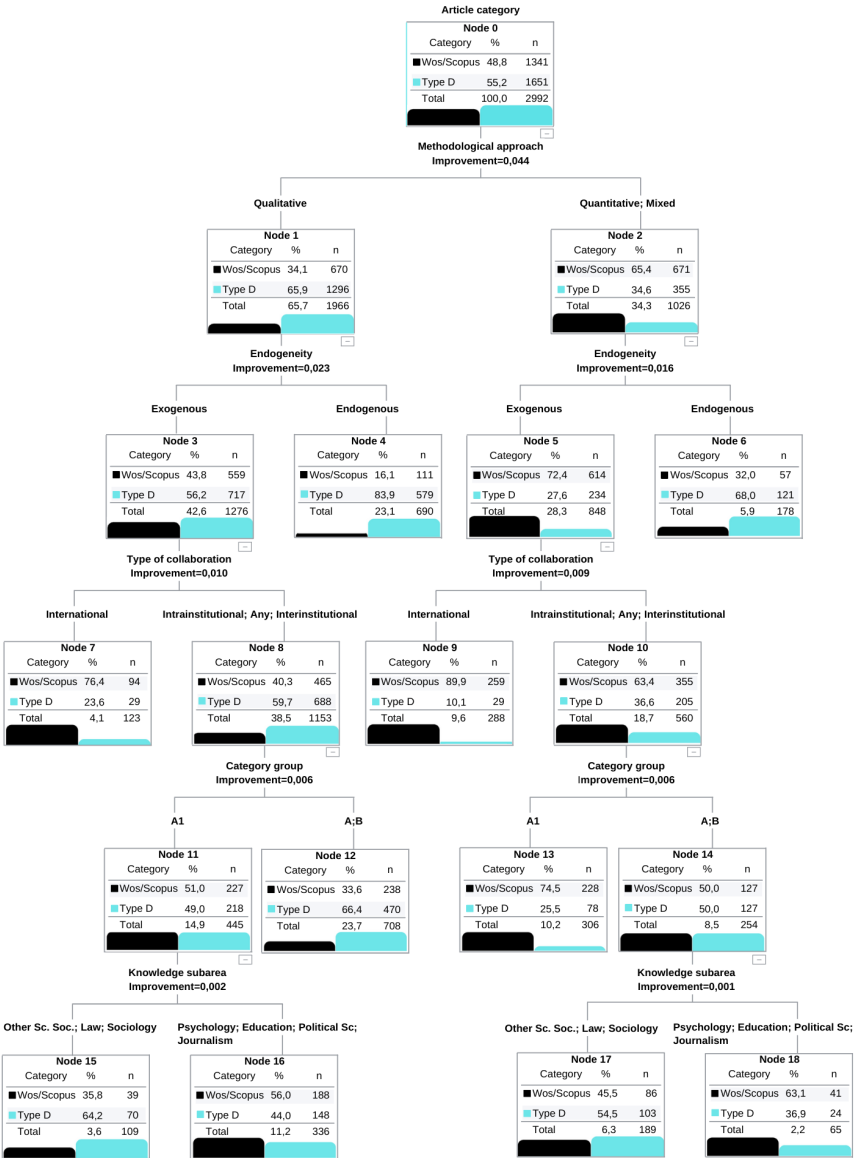 Article category
Node 0
Category % n
Wos/Scopus 48,8 1341
Type D 55,2 1651
Total 100,0 2992
Methodological approach
Improvement=0,044
Qualitative
Quantitative; Mixed
Node 1
Category % n
Wos/Scopus 34,1 670
Type D 65,9 1296
Total 65,7 1966
Node 2
Category % n
Wos/Scopus 65,4 671
Type D 34,6 355
Total 34,3 1026
Endogeneity
Improvement=0,023
Endogeneity
Improvement=0,016
Exogenous
Endogenous
Exogenous
Endogenous
Node 3
Category % n
Wos/Scopus 43,8 559
Type D 56,2 717
Total 42,6 1276
Node 4
Category % n
Wos/Scopus 16,1 111
Type D 83,9 579
Total 23,1 690
Node 5
Category % n
Wos/Scopus 72,4 614
Type D 27,6 234
Total 28,3 848
Node 6
Category % n
Wos/Scopus 32,0 57
Type D 68,0 121
Total 5,9 178
Type of collaboration
Improvement=0,010
Type of collaboration
Improvement=0,009
International
Intrainstitutional; Any; Interinstitutional
International
Intrainstitutional; Any; Interinstitutional
Node 7
Category % n
Wos/Scopus 76,4 94
Type D 23,6 29
Total 4,1 123
Node 8
Category % n
Wos/Scopus 40,3 465
Type D 59,7 688
Total 38,5 1153
Node 9
Category % n
Wos/Scopus 89,9 259
Type D 10,1 29
Total 9,6 288
Node 10
Category % n
Wos/Scopus 63,4 355
Type D 36,6 205
Total 18,7 560
Category group
Improvement=0,006
Category group
Improvement=0,006
A1
A;B
A1
A;B
Node 11
Category % n
Wos/Scopus 51,0 227
Type D 49,0 218
Total 14,9 445
Node 12
Category % n
Wos/Scopus 33,6 238
Type D 66,4 470
Total 23,7 708
Node 13
Category % n
Wos/Scopus 74,5 228
Type D 25,5 78
Total 10,2 306
Node 14
Category % n
Wos/Scopus 50,0 127
Type D 50,0 127
Total 8,5 254
Knowledge subarea
Improvement=0,002
Knowledge subarea
Improvement=0,001
Other Sc. Soc.; Law; Sociology
Psychology; Education; Political Sc;
Journalism
Other Sc. Soc.; Law; Sociology
Psychology; Education; Political Sc;
Journalism
Node 15
Category % n
Wos/Scopus 35,8 39
Type D 64,2 70
Total 3,6 109
Node 16
Category % n
Wos/Scopus 56,0 188
Type D 44,0 148
Total 11,2 336
Node 17
Category % n
Wos/Scopus 45,5 86
Type D 54,5 103
Total 6,3 189
Node 18
Category % n
Wos/Scopus 63,1 41
Type D 36,9 24
Total 2,2 65